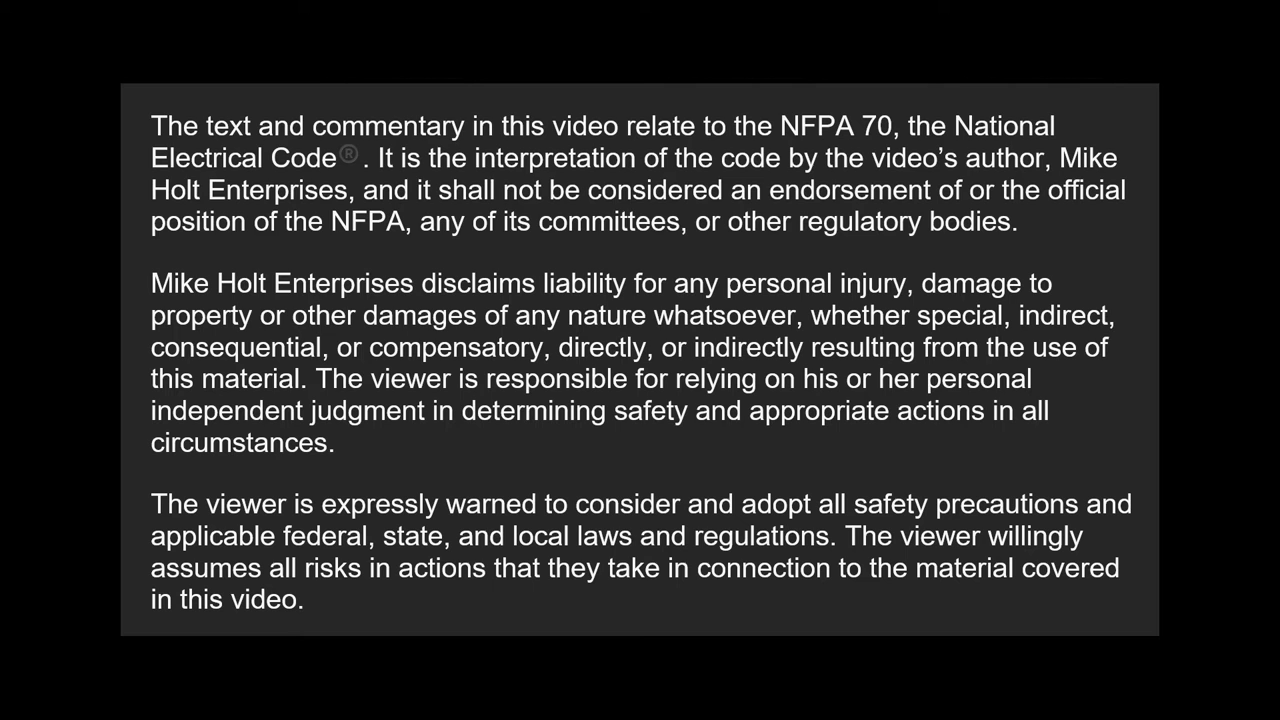 The text and commentary in this video relate to the NFPA 70, the National
Electrical Code®. It is the interpretation of the code by the video's author, Mike
Holt Enterprises, and it shall not be considered an endorsement of or the official
position of the NFPA, any of its committees, or other regulatory bodies.
Mike Holt Enterprises disclaims liability for any personal injury, damage to
property or other damages of any nature whatsoever, whether special, indirect,
consequential, or compensatory, directly, or indirectly resulting from the use of
this material. The viewer is responsible for relying on his or her personal
independent judgment in determining safety and appropriate actions in all
circumstances.
The viewer is expressly warned to consider and adopt all safety precautions and
applicable federal, state, and local laws and regulations. The viewer willingly
assumes all risks in actions that they take in connection to the material covered
in this video.